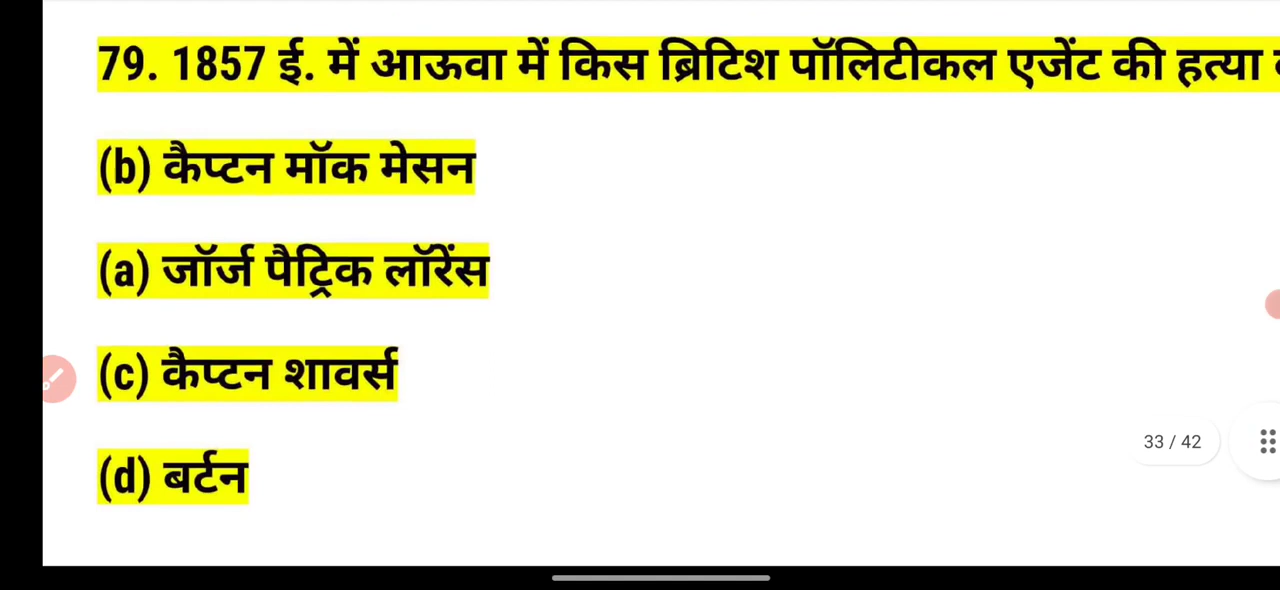 79. 1857 ई. में आऊवा में किस ब्रिटिश पॉलिटीकल एजेंट की हत्या
(b) कैप्टन मॉक मेसन
(a) जॉर्ज पैट्रिक लॉरेंस
(c) कैप्टन शावर्स
(d) बर्टन
33 / 42